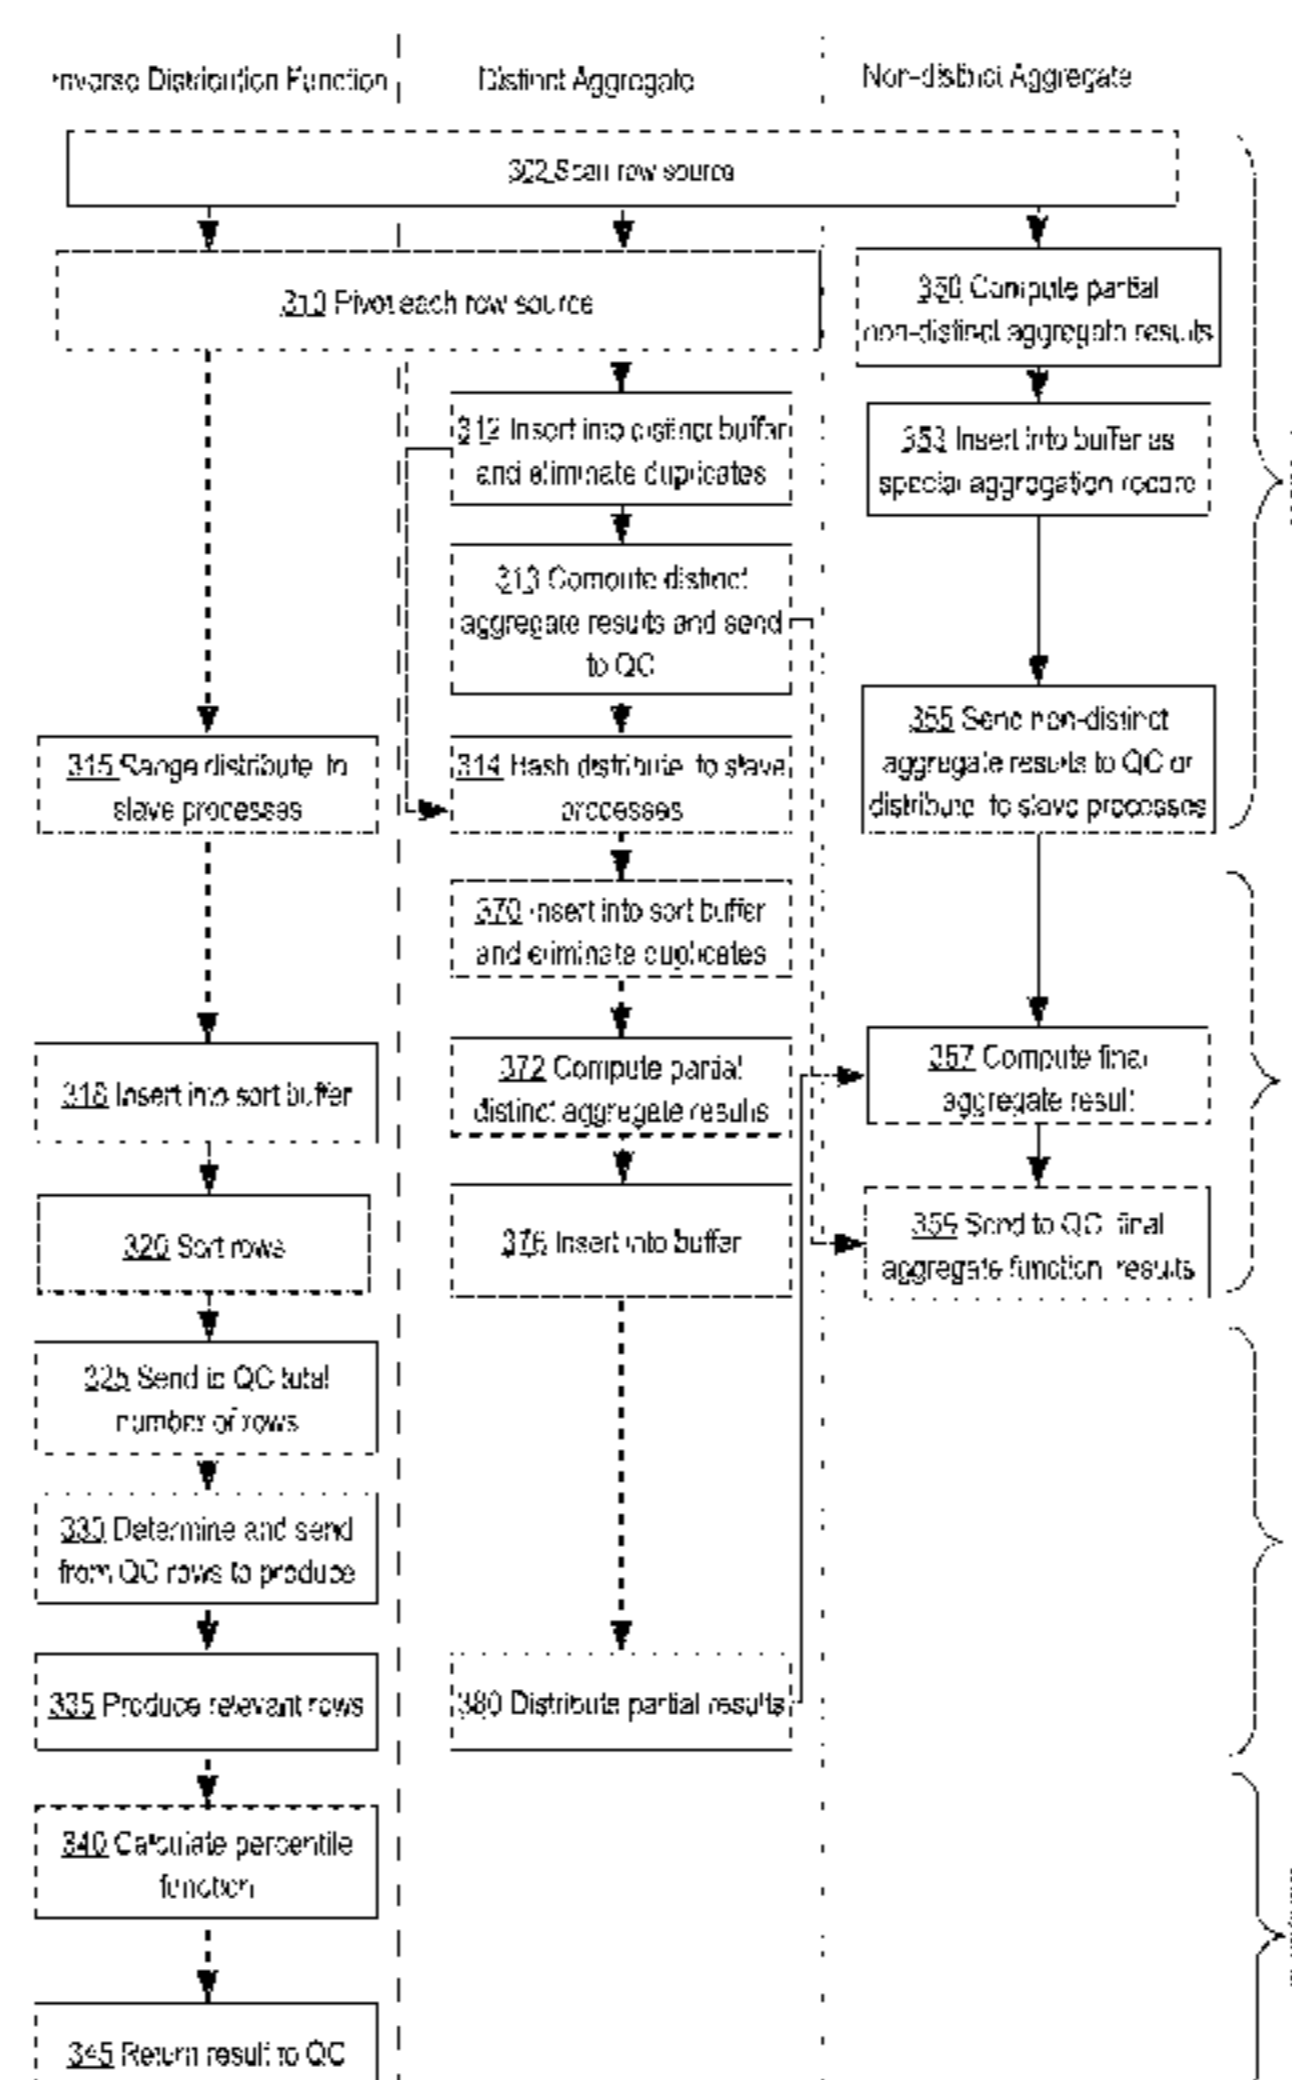 Inverse Distribution Function
Distinct Aggregate
Non-distinct Aggregate
302 Scan row source
310 Pivot each row source
350 Compute partial
non-distinct aggregate results
312 Insert into distinct buffer
and eliminate duplicates
353 Insert into buffer as
special aggregation record
313 Compute distinct
aggregate results and send
to QC
355 Send non-distinct
aggregate results to QC or
distribute to slave processes
315 Range distribute to
slave processes
314 Hash distribute to slave
processes
370 Insert into sort buffer
and eliminate duplicates
318 Insert into sort buffer
372 Compute partial
distinct aggregate results
357 Compute final
aggregate result
320 Sort rows
376 Insert into buffer
359 Send to QC final
aggregate function results
325 Send to QC total
number of rows
330 Determine and send
from QC rows to produce
335 Produce relevant rows
380 Distribute partial results
340 Calculate percentile
function
345 Return result to QC